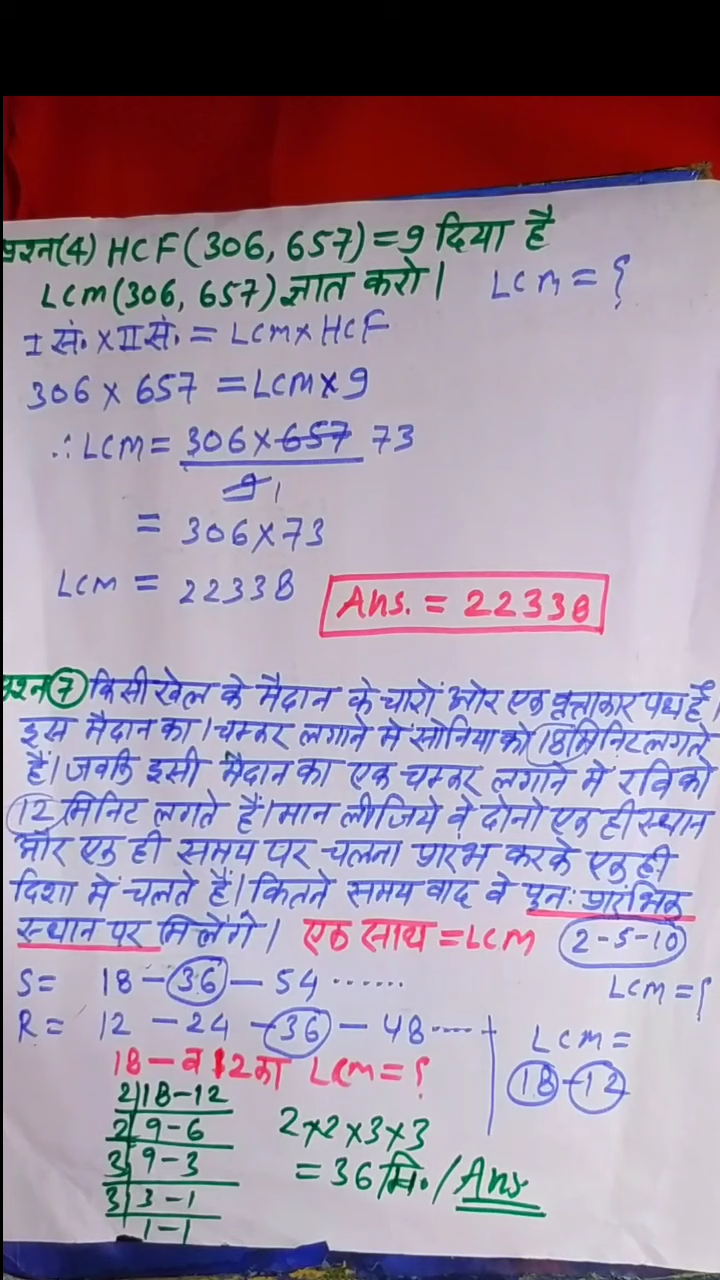 प्रश्न(4) HCF(306, 657)=9 दिया है
LCM(306, 657) ज्ञात करो। LCM = ?
I सं. × II सं. = LCM × HCF
306 × 657 = LCM × 9
∴ LCM = 306 × 657 73
9 1
= 306 × 73
LCM = 22338 Ans. = 22338
प्रश्न 7 किसी खेल के मैदान के चारों ओर एक वृत्ताकार पथ है।
इस मैदान का 1 चक्कर लगाने में सोनिया को 18 मिनिट लगते
हैं। जबकि इसी मैदान का एक चक्कर लगाने में रवि को
12 मिनिट लगते हैं। मान लीजिये वे दोनो एक ही स्थान
और एक ही समय पर चलना प्रारंभ करके एक ही
दिशा में चलते हैं। कितने समय बाद वे पुनः प्रारंभिक
स्थान पर मिलेंगे। एक साथ = LCM 2-5-10
S = 18 - 36 - 54 ...... LCM = ?
R = 12 - 24 - 36 - 48 ..... LCM =
18 - व 12 का LCM = ? 18-12
2 18-12
2 9-6 2×2×3×3
3 9-3 = 36 मि. / Ans
3 3-1
1-1